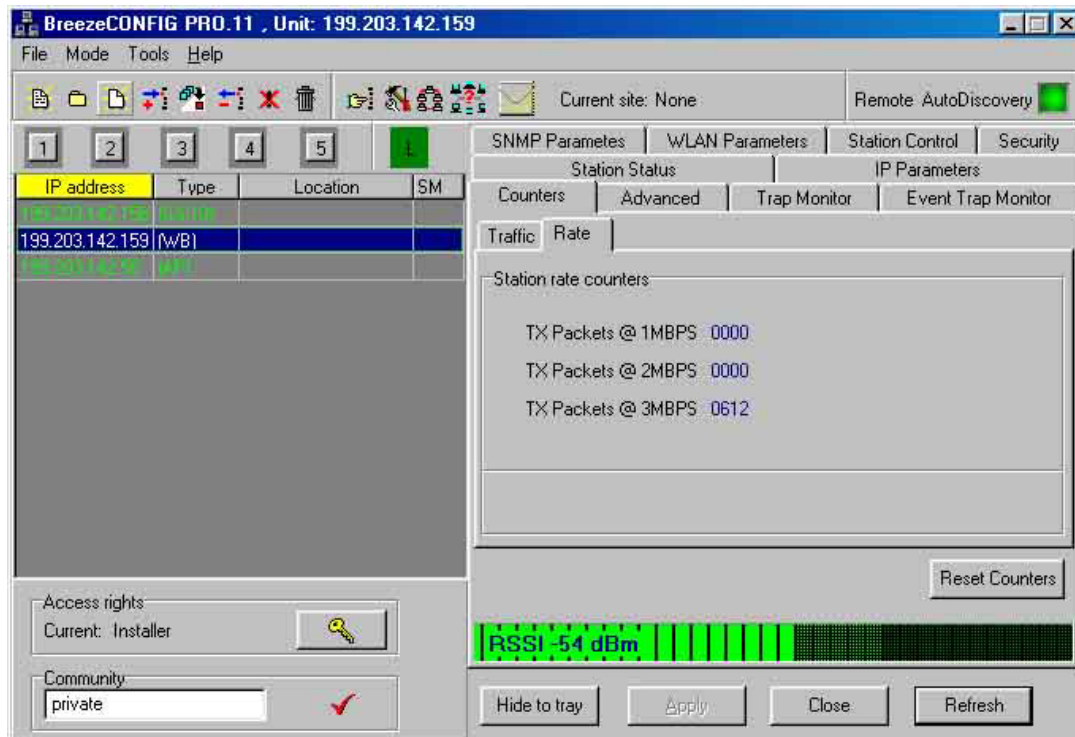 BreezeCONFIG PRO.11 , Unit: 199.203.142.159
File Mode Tools Help
Current site: None
Remote AutoDiscovery
1 2 3 4 5
IP address Type Location SM
199.203.142.159 (WB)
SNMP Parametes WLAN Parameters Station Control Security
Station Status IP Parameters
Counters Advanced Trap Monitor Event Trap Monitor
Traffic Rate
Station rate counters
TX Packets @ 1MBPS 0000
TX Packets @ 2MBPS 0000
TX Packets @ 3MBPS 0612
Reset Counters
Access rights
Current: Installer
RSSI -54 dBm
Community
private
Hide to tray Apply Close Refresh